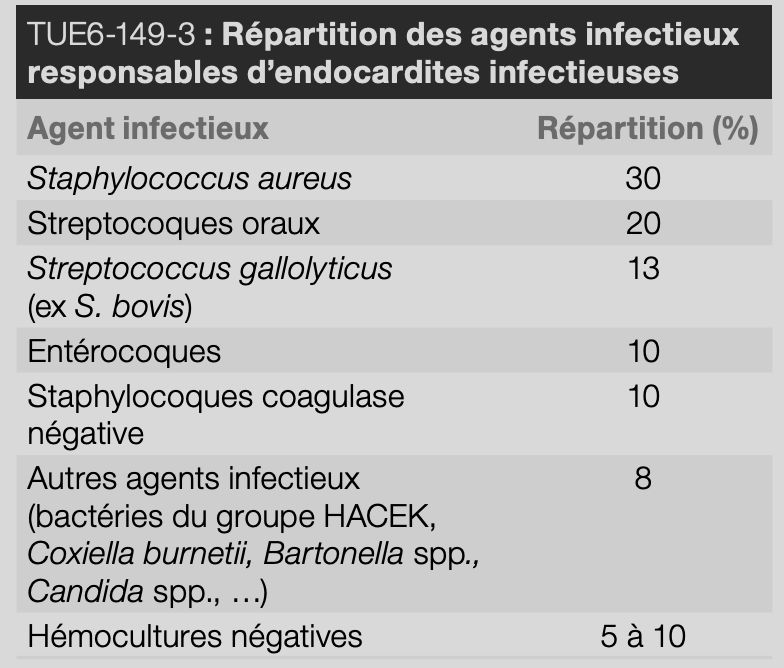 TUE6-149-3 : Répartition des agents infectieux
responsables d’endocardites infectieuses
Agent infectieux Répartition (%)
Staphylococcus aureus 30
Streptocoques oraux 20
Streptococcus gallolyticus 13
(ex S. bovis)
Entérocoques 10
Staphylocoques coagulase 10
négative
Autres agents infectieux 8
(bactéries du groupe HACEK,
Coxiella burnetii, Bartonella spp.,
Candida spp., …)
Hémocultures négatives 5 à 10